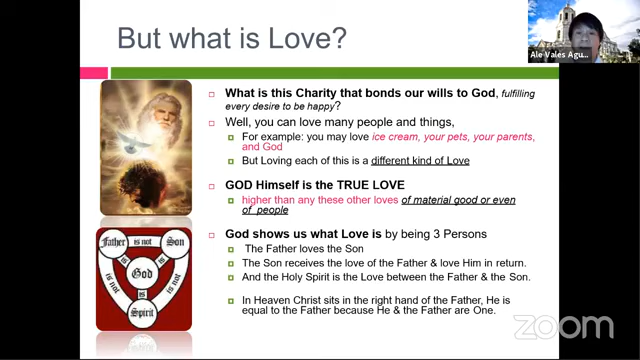 But what is Love?
Ale Vales Agu...
What is this Charity that bonds our wills to God, fulfilling
every desire to be happy?
Well, you can love many people and things,
For example: you may love ice cream, your pets, your parents,
and God
But Loving each of this is a different kind of Love
GOD Himself is the TRUE LOVE
higher than any these other loves of material good or even
of people
God shows us what Love is by being 3 Persons
The Father loves the Son
The Son receives the love of the Father & love Him in return.
And the Holy Spirit is the Love between the Father & the Son.
In Heaven Christ sits in the right hand of the Father, He is
equal to the Father because He & the Father are One.
Father is not Son
is is
God
is not is is not
Spirit
zoom